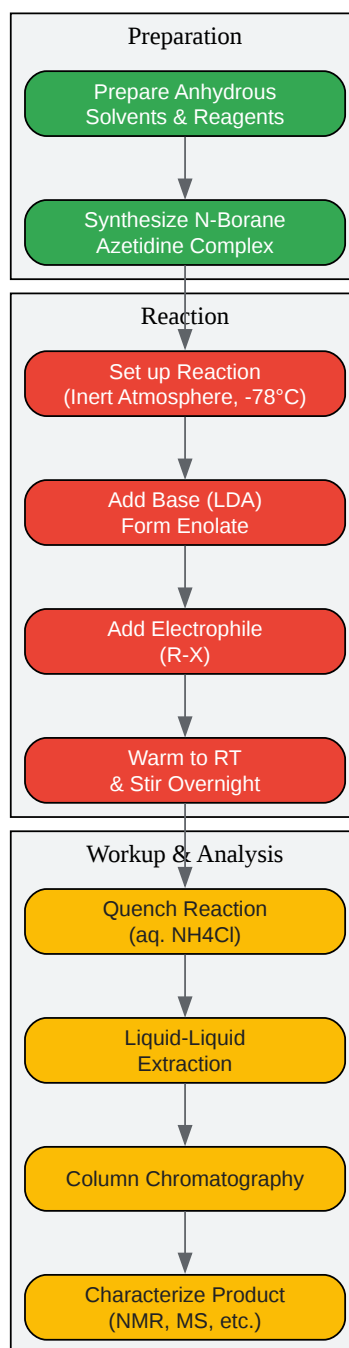 Preparation
Prepare Anhydrous
Solvents & Reagents
Synthesize N-Borane
Azetidine Complex
Reaction
Set up Reaction
(Inert Atmosphere, -78°C)
Add Base (LDA)
Form Enolate
Add Electrophile
(R-X)
Warm to RT
& Stir Overnight
Workup & Analysis
Quench Reaction
(aq. NH4Cl)
Liquid-Liquid
Extraction
Column Chromatography
Characterize Product
(NMR, MS, etc.)